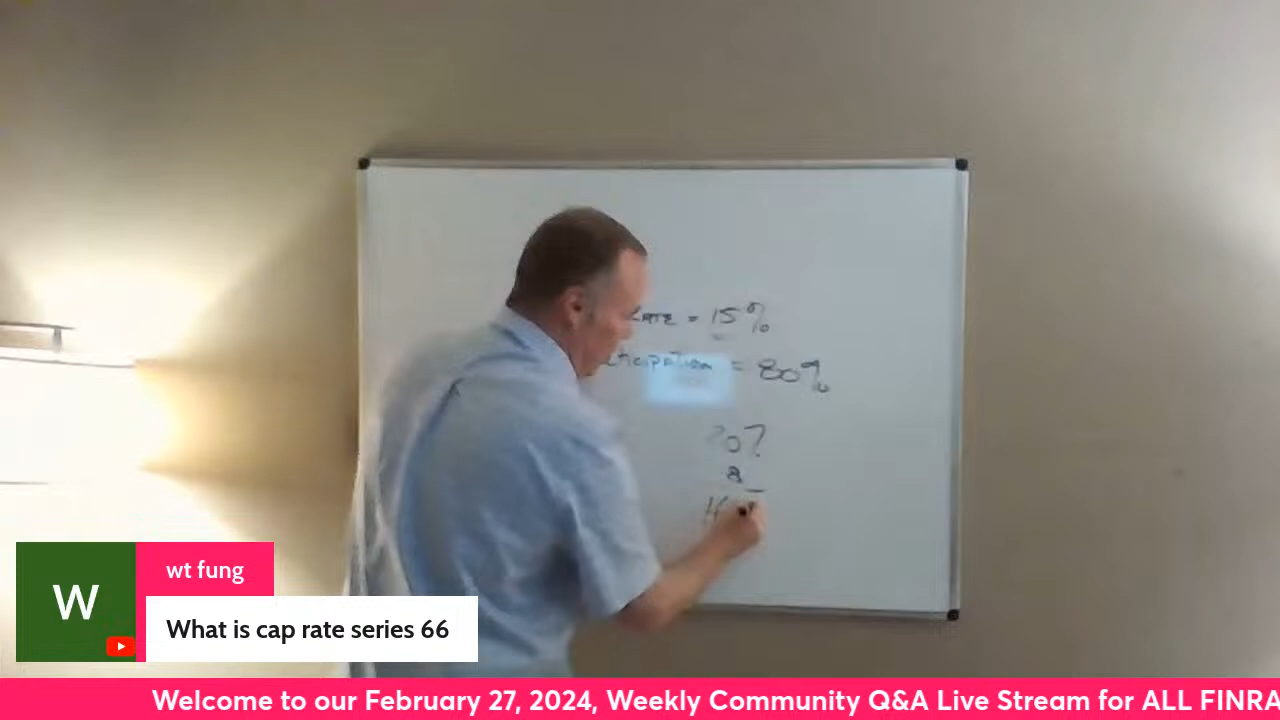 RATE = 15%
= 80%
20%
W
wt fung
What is cap rate series 66
Welcome to our February 27, 2024, Weekly Community Q&A Live Stream for ALL FINRA